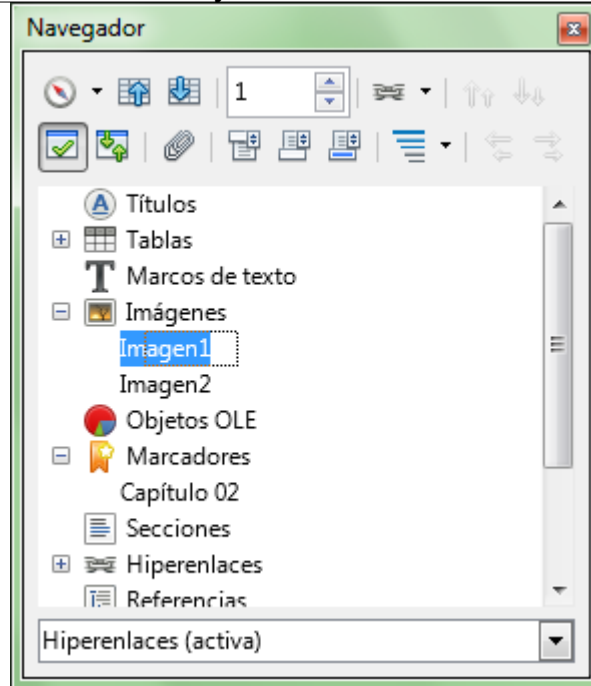 Navegador
1
Títulos
Tablas
Marcos de texto
Imágenes
Imagen1
Imagen2
Objetos OLE
Marcadores
Capítulo 02
Secciones
Hiperenlaces
Referencias
Hiperenlaces (activa)